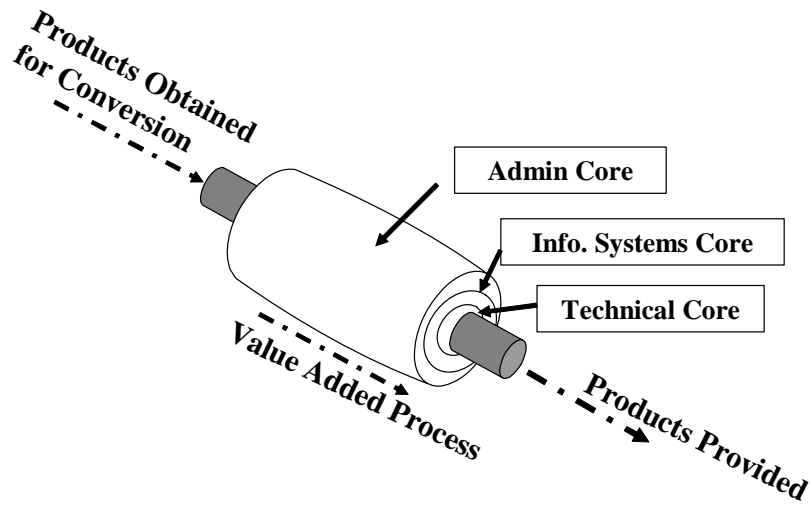 Products Obtained
for Conversion
Admin Core
Info. Systems Core
Technical Core
Value Added Process
Products Provided